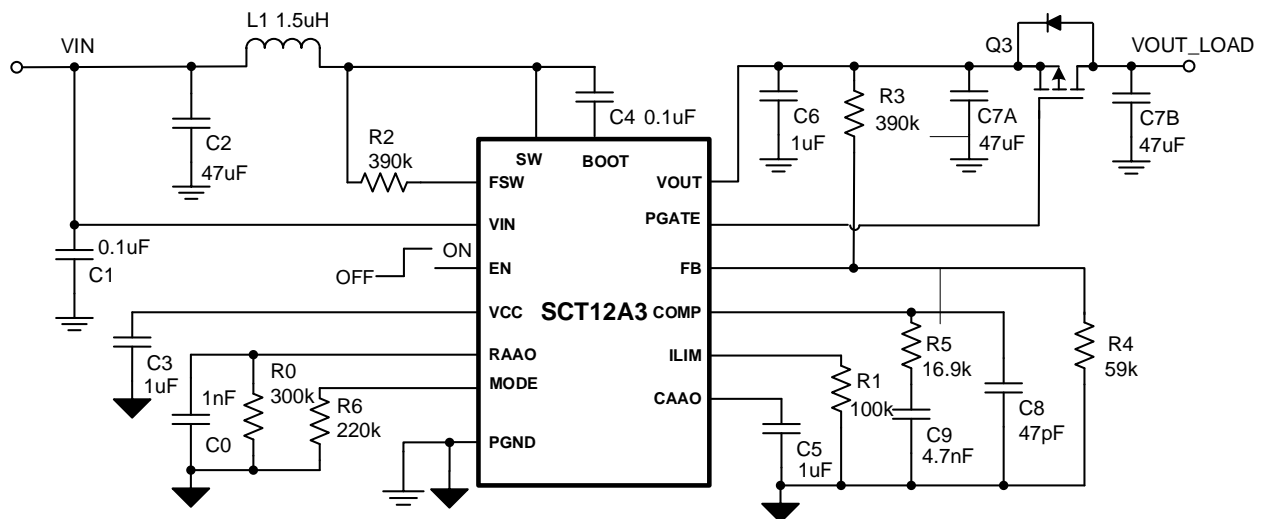 L1 1.5uH
VIN
Q3
VOUT_LOAD
C2
47uF
R2
390k
C4 0.1uF
C6
1uF
R3
390k
C7A
47uF
C7B
47uF
SW
BOOT
FSW
VIN
EN
VCC
RAAO
MODE
PGND
SCT12A3
VOUT
PGATE
FB
COMP
ILIM
CAAO
0.1uF
C1
ON
OFF
C3
1uF
1nF
C0
R0
300k
R6
220k
R5
16.9k
R4
59k
R1
100k
C9
4.7nF
C8
47pF
C5
1uF